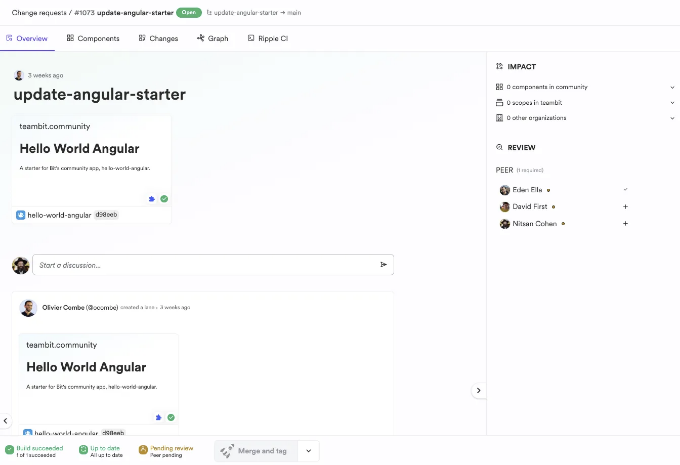 Change requests / #1073 update-angular-starter Open update-angular-starter → main
Overview Components Changes Graph Ripple CI
3 weeks ago
update-angular-starter
teambit.community
Hello World Angular
A starter for Bit's community app, hello-world-angular.
hello-world-angular d98eeb
Start a discussion...
Olivier Combe (@ocombe) created a lane • 3 weeks ago
teambit.community
Hello World Angular
A starter for Bit's community app, hello-world-angular.
hello-world-angular d98eeb
IMPACT
0 components in community
0 scopes in teambit
0 other organizations
REVIEW
PEER (1 required)
Eden Ella
David First
Nitsan Cohen
Build succeeded
1 of 1 succeeded
Up to date
All up to date
Pending review
Peer pending
Merge and tag